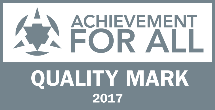 ACHIEVEMENT
FOR ALL
QUALITY MARK
2017